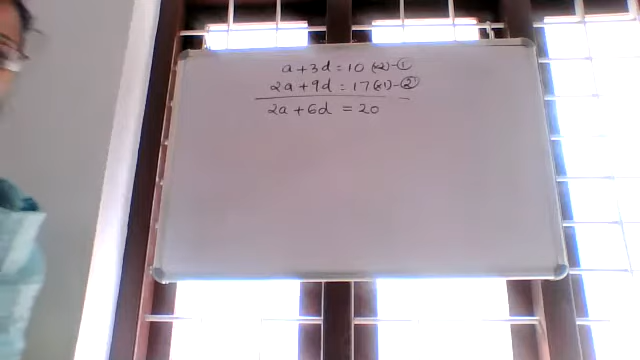 a + 3d = 10 (×2) – ①
2a + 9d = 17 (×1) – ②
2a + 6d = 20 –